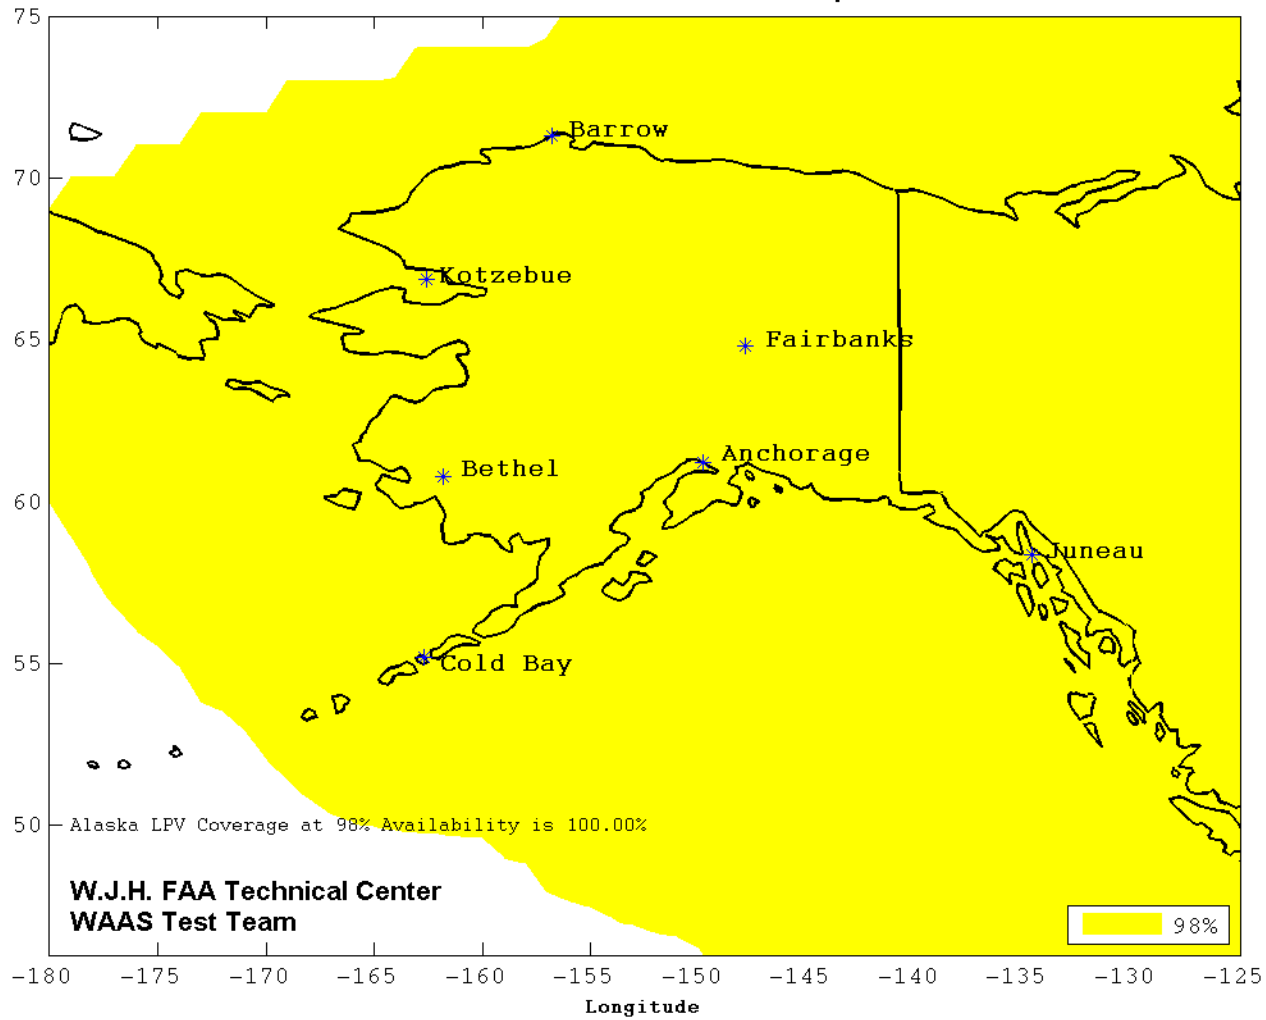 75
70
65
60
55
50
Barrow
Kotzebue
Fairbanks
Anchorage
Bethel
Juneau
Cold Bay
Alaska LPV Coverage at 98% Availability is 100.00%
W.J.H. FAA Technical Center
WAAS Test Team
98%
-180 -175 -170 -165 -160 -155 -150 -145 -140 -135 -130 -125
Longitude